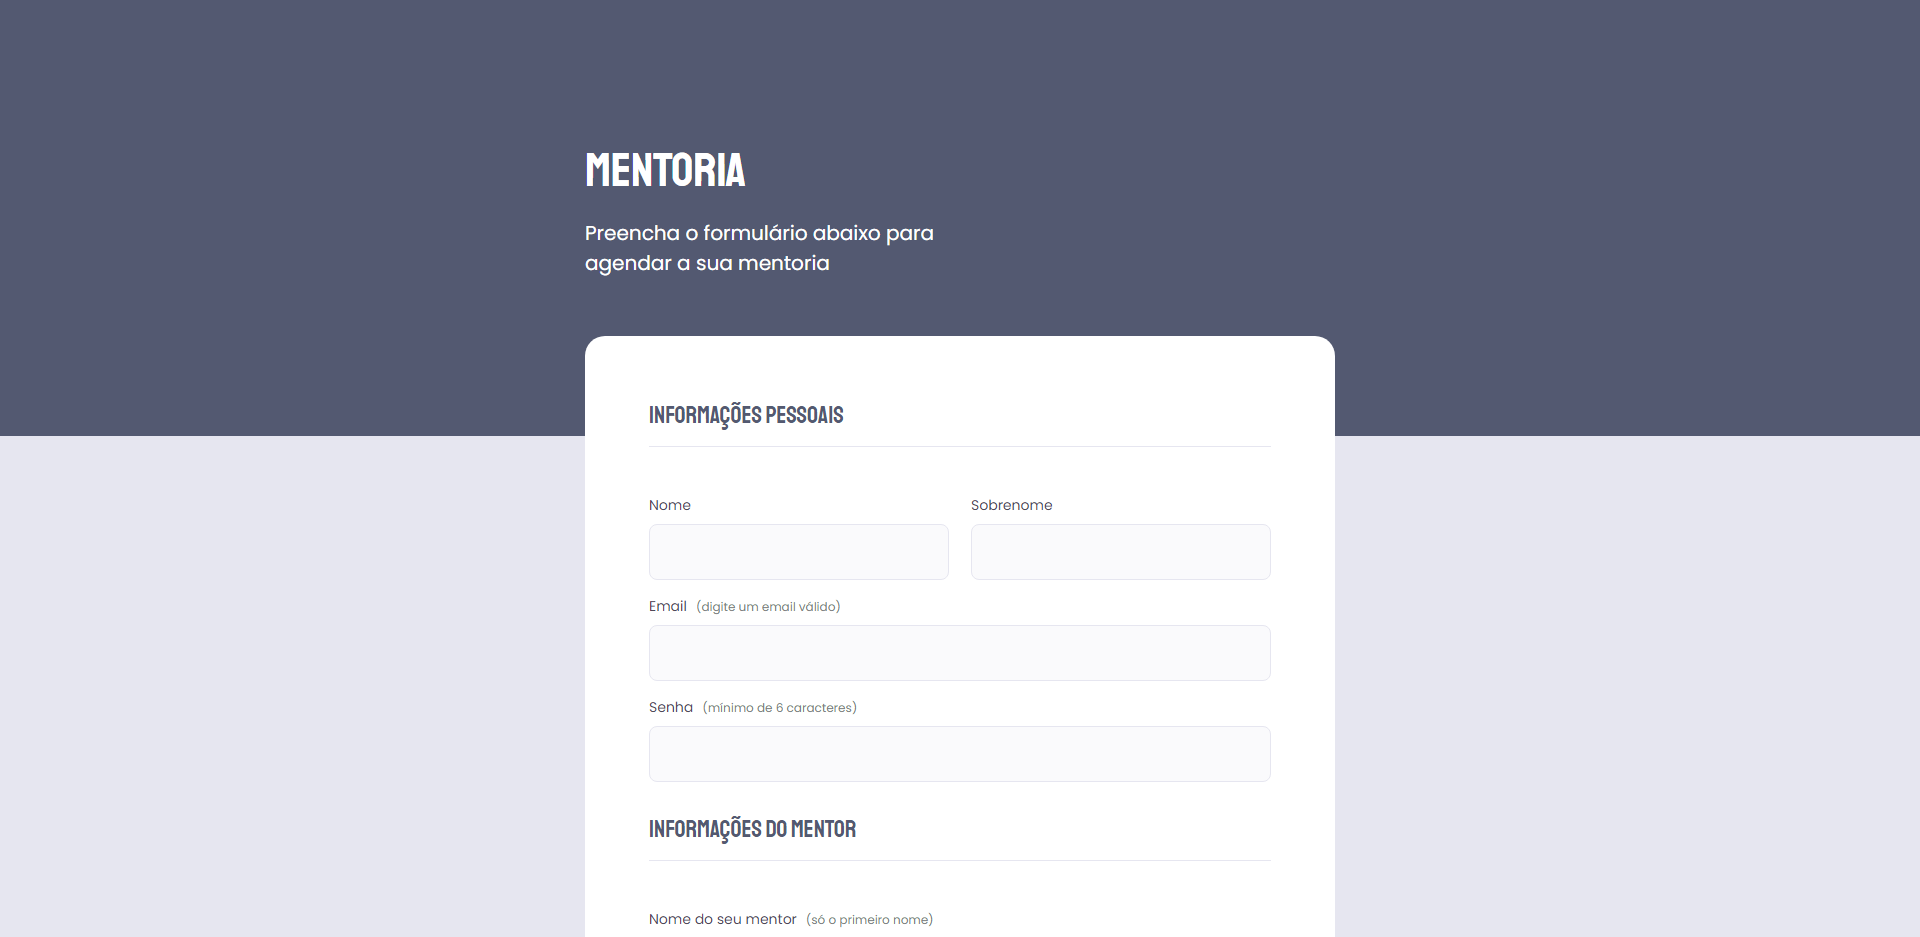 MENTORIA
Preencha o formulário abaixo para
agendar a sua mentoria
INFORMAÇÕES PESSOAIS
Nome
Sobrenome
Email (digite um email válido)
Senha (mínimo de 6 caracteres)
INFORMAÇÕES DO MENTOR
Nome do seu mentor (só o primeiro nome)